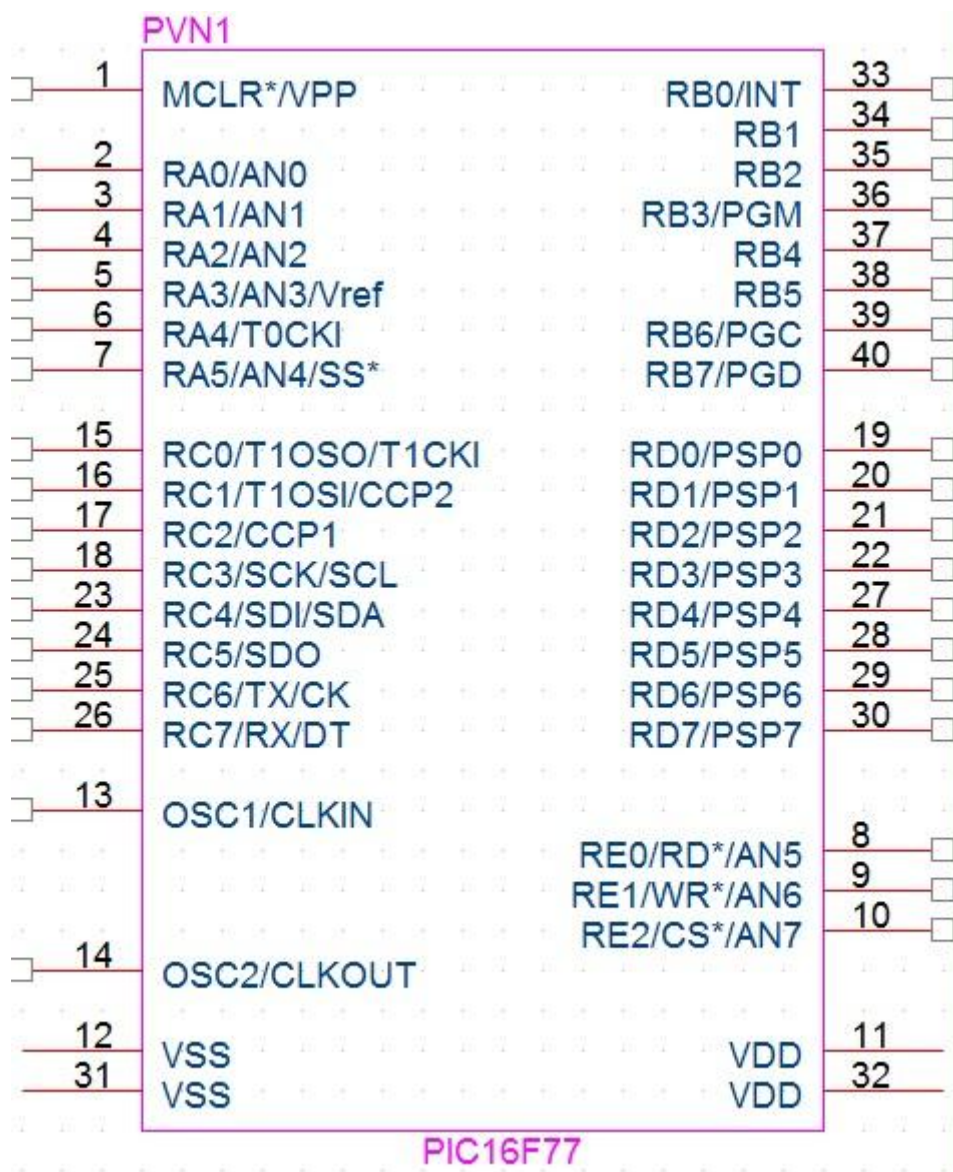 PVN1
1 MCLR*/VPP RB0/INT 33
RB1 34
2 RA0/AN0 RB2 35
3 RA1/AN1 RB3/PGM 36
4 RA2/AN2 RB4 37
5 RA3/AN3/Vref RB5 38
6 RA4/T0CKI RB6/PGC 39
7 RA5/AN4/SS* RB7/PGD 40
15 RC0/T1OSO/T1CKI RD0/PSP0 19
16 RC1/T1OSI/CCP2 RD1/PSP1 20
17 RC2/CCP1 RD2/PSP2 21
18 RC3/SCK/SCL RD3/PSP3 22
23 RC4/SDI/SDA RD4/PSP4 27
24 RC5/SDO RD5/PSP5 28
25 RC6/TX/CK RD6/PSP6 29
26 RC7/RX/DT RD7/PSP7 30
13 OSC1/CLKIN
RE0/RD*/AN5 8
RE1/WR*/AN6 9
RE2/CS*/AN7 10
14 OSC2/CLKOUT
12 VSS VDD 11
31 VSS VDD 32
PIC16F77